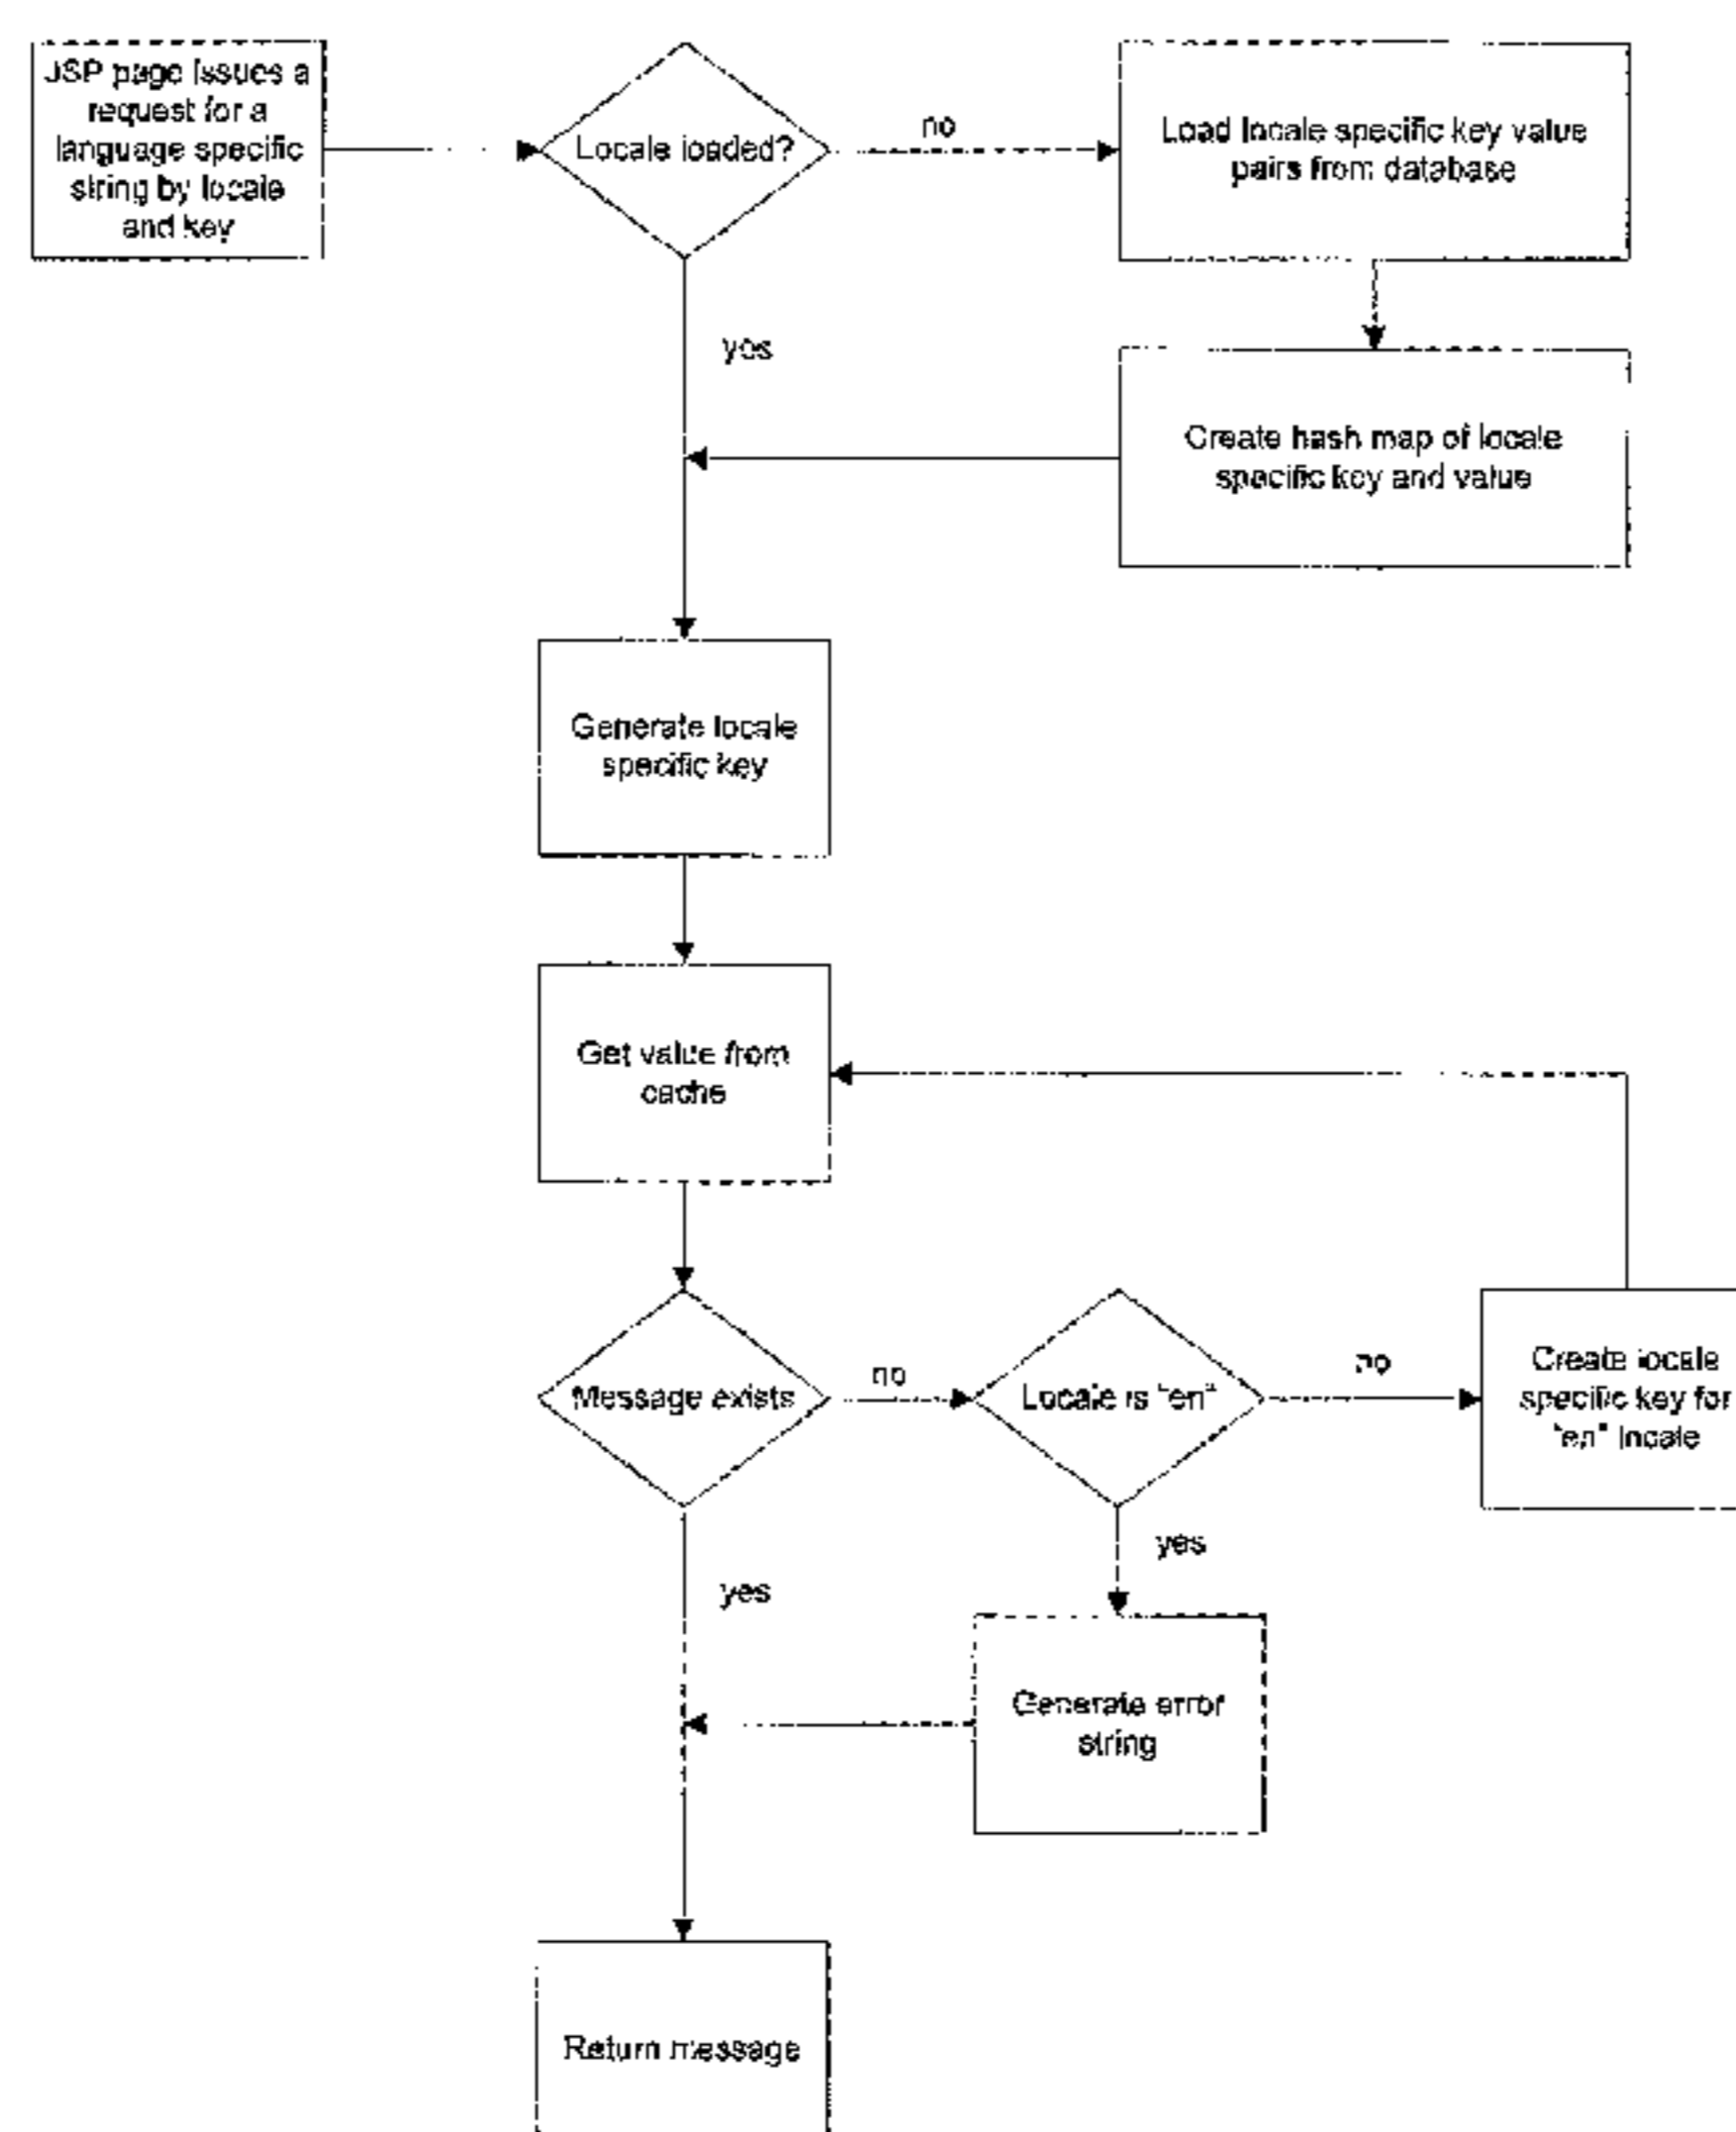 JSP page issues a
request for a
language specific
string by locale
and key
Locale loaded?
no
Load locale specific key value
pairs from database
yes
Create hash map of locale
specific key and value
Generate locale
specific key
Get value from
cache
Message exists
no
Locale is "en"
no
Create locale
specific key for
"en" locale
yes
yes
Generate error
string
Return message